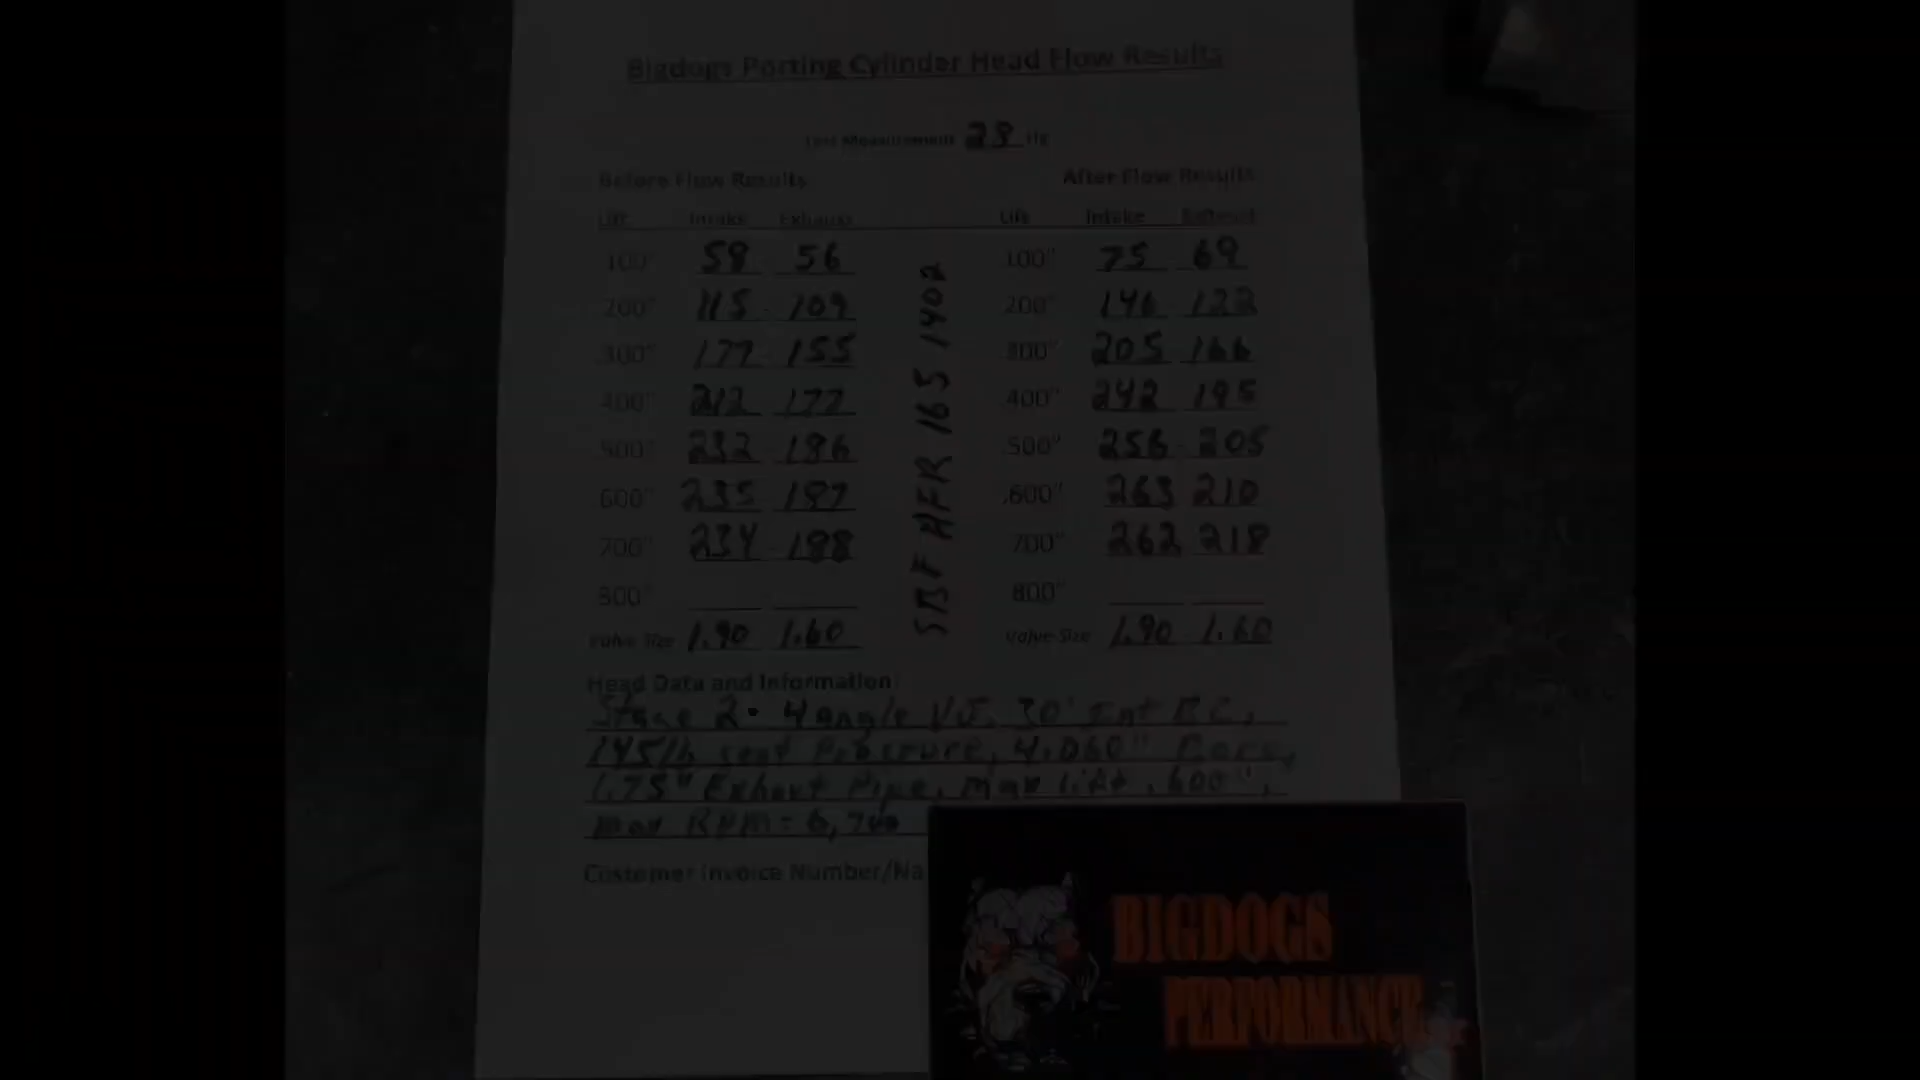 Bigdogs Porting Cylinder Head Flow Results
Test Measurement 28 Hg
Before Flow Results After Flow Results
Lift Intake Exhaust Lift Intake Exhaust
.100" 58 56 .100" 75 69
.200" 115 109 .200" 146 122
.300" 177 155 .300" 205 166
.400" 212 177 .400" 242 195
.500" 232 186 .500" 256 205
.600" 235 187 .600" 263 210
.700" 234 188 .700" 262 218
.800" .800"
Valve Size 1.90 1.60 Valve Size 1.90 1.60
SBF AFR 165 1402
Head Data and Information:
Stage 2. 4 angle VJ, 30° Int BC,
145lb seat Pressure, 4.060" Bore,
1.75" Exhaust Pipe, max lift .600",
max RPM = 6,700
Customer Invoice Number/Na
BIGDOGS
PERFORMANCE